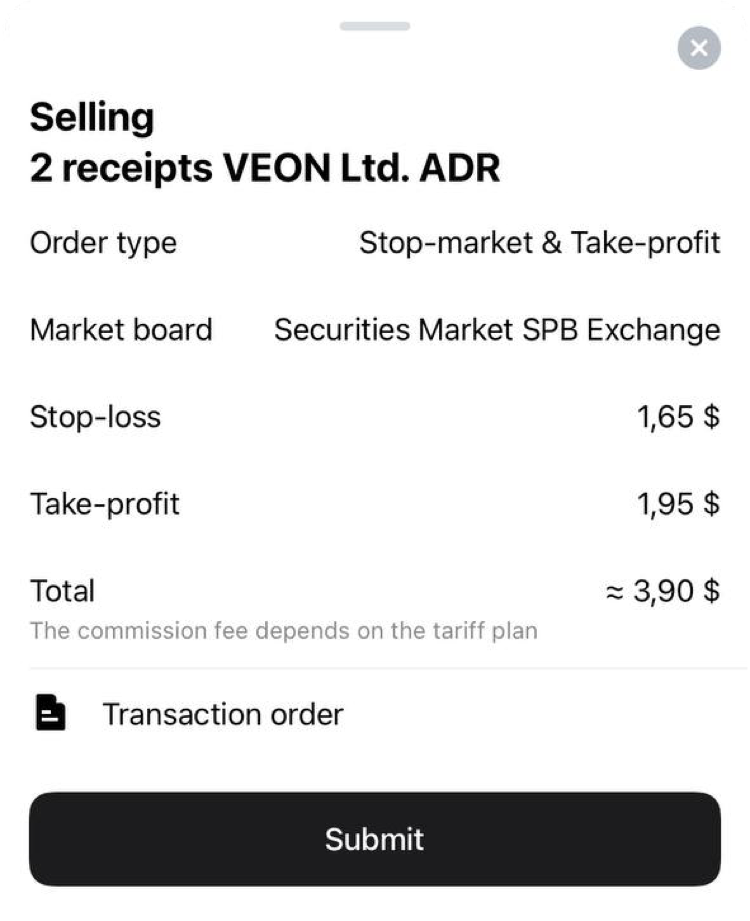 Selling
2 receipts VEON Ltd. ADR
Order type Stop-market & Take-profit
Market board Securities Market SPB Exchange
Stop-loss 1,65 $
Take-profit 1,95 $
Total ≈ 3,90 $
The commission fee depends on the tariff plan
Transaction order
Submit